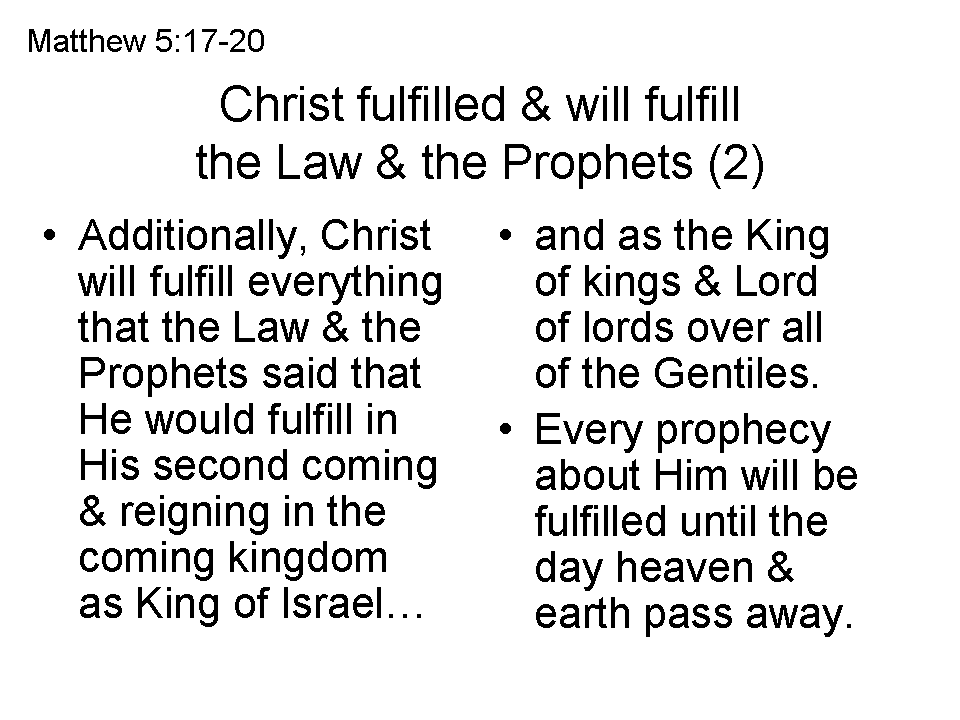 Matthew 5:17-20
Christ fulfilled & will fulfill
the Law & the Prophets (2)
• Additionally, Christ
will fulfill everything
that the Law & the
Prophets said that
He would fulfill in
His second coming
& reigning in the
coming kingdom
as King of Israel…
• and as the King
of kings & Lord
of lords over all
of the Gentiles.
• Every prophecy
about Him will be
fulfilled until the
day heaven &
earth pass away.